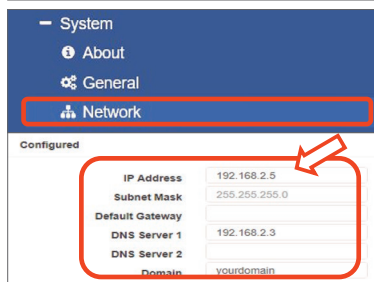 System
About
General
Network
Configured
IP Address 192.168.2.5
Subnet Mask 255.255.255.0
Default Gateway
DNS Server 1 192.168.2.3
DNS Server 2
Domain yourdomain